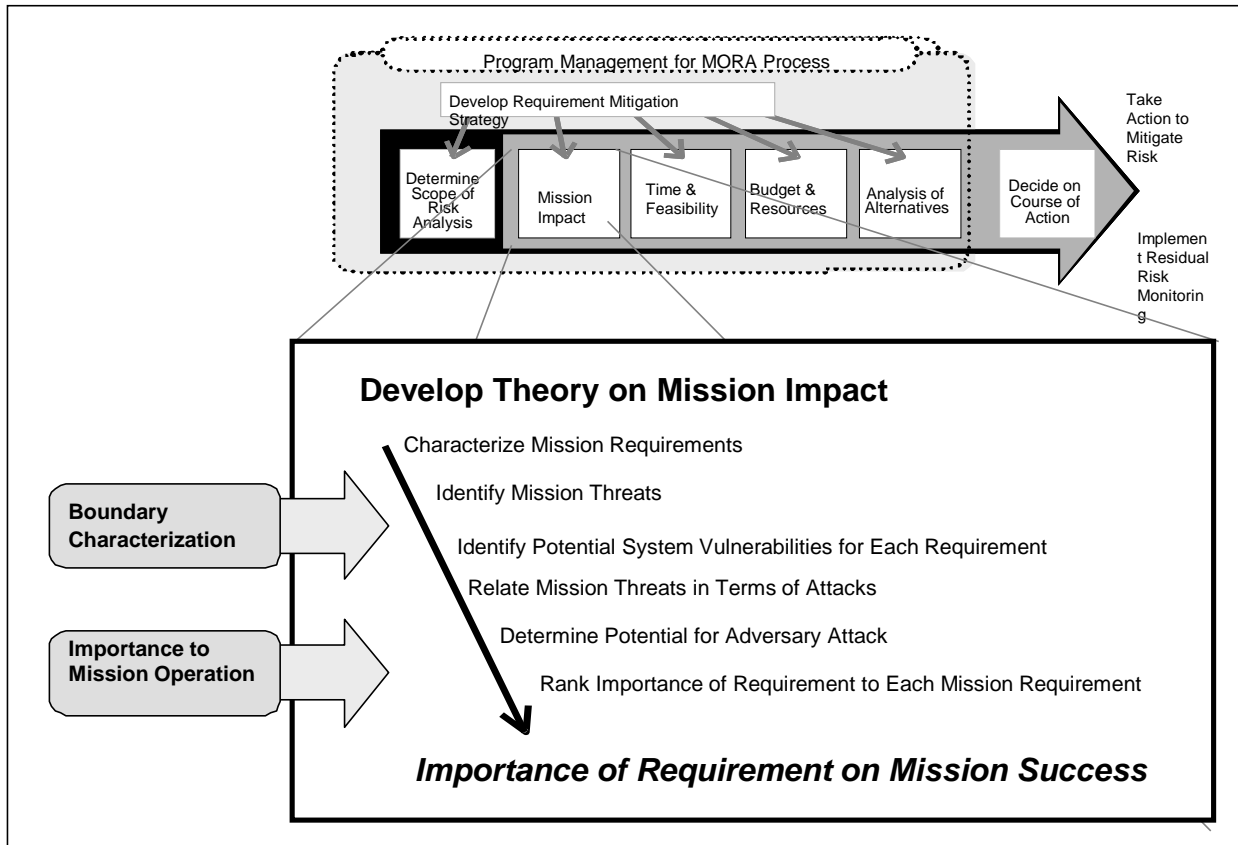 Program Management for MORA Process
Develop Requirement Mitigation
Strategy
Determine
Scope of
Risk
Analysis
Mission
Impact
Time &
Feasibility
Budget &
Resources
Analysis of
Alternatives
Decide on
Course of
Action
Take
Action to
Mitigate
Risk
Implemen
t Residual
Risk
Monitorin
g
Develop Theory on Mission Impact
Characterize Mission Requirements
Identify Mission Threats
Identify Potential System Vulnerabilities for Each Requirement
Relate Mission Threats in Terms of Attacks
Determine Potential for Adversary Attack
Rank Importance of Requirement to Each Mission Requirement
Importance of Requirement on Mission Success
Boundary
Characterization
Importance to
Mission Operation